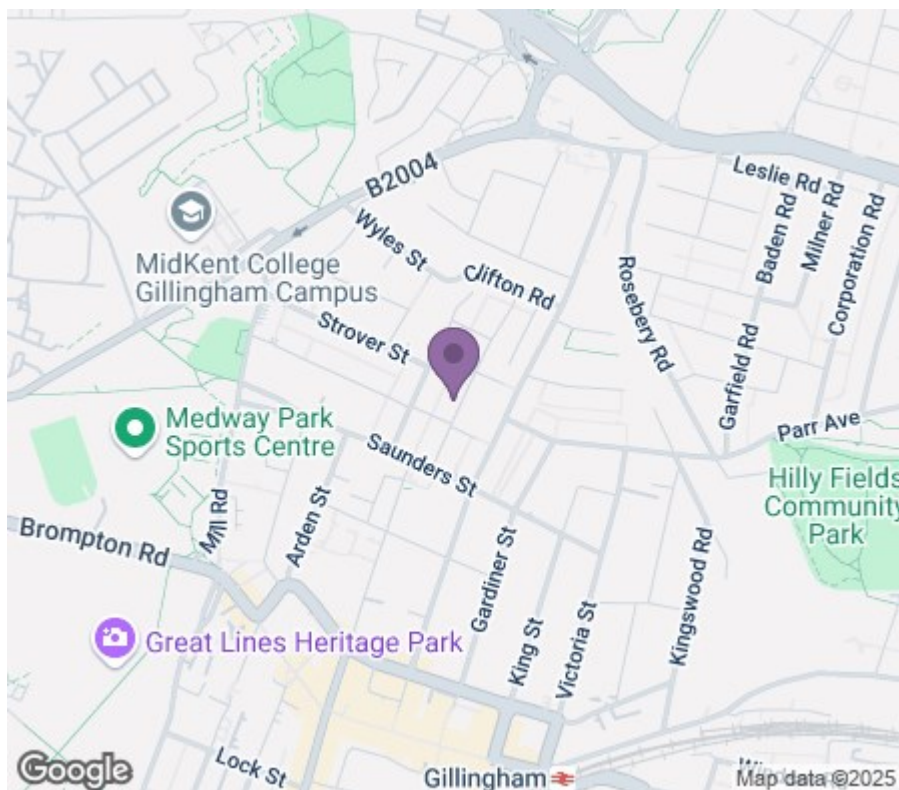 Leslie Rd
B2004
Baden Rd
Milner Rd
Corporation Rd
MidKent College
Gillingham Campus
Wyles St
Clifton Rd
Rosebery Rd
Strover St
Garfield Rd
Medway Park
Sports Centre
Parr Ave
Saunders St
Hilly Fields
Community
Park
Brompton Rd
Mill Rd
Arden St
Gardiner St
Kingswood Rd
Great Lines Heritage Park
King St
Victoria St
Lock St
Google
Gillingham
Map data ©2025